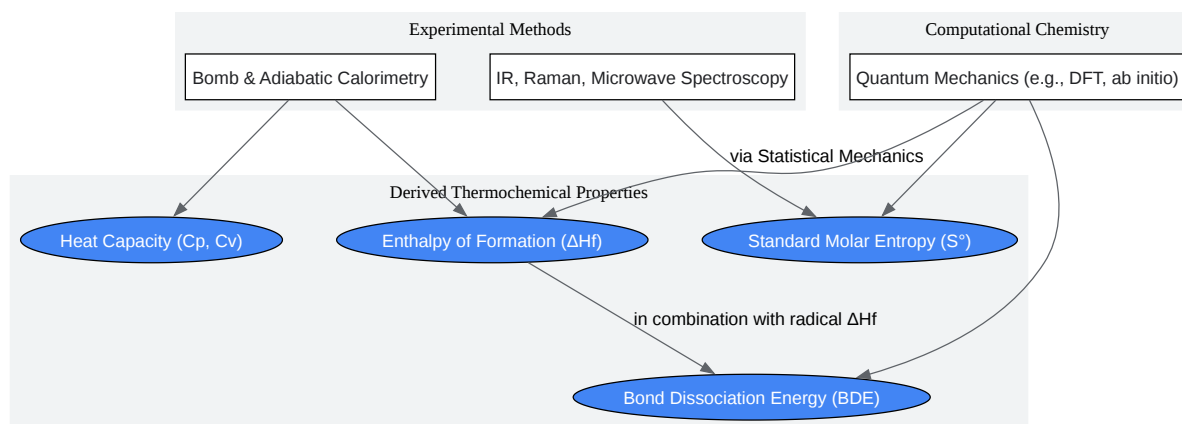 Experimental Methods
Computational Chemistry
Bomb & Adiabatic Calorimetry
IR, Raman, Microwave Spectroscopy
Quantum Mechanics (e.g., DFT, ab initio)
via Statistical Mechanics
Derived Thermochemical Properties
Heat Capacity (Cp, Cv)
Enthalpy of Formation (ΔHf)
Standard Molar Entropy (S°)
in combination with radical ΔHf
Bond Dissociation Energy (BDE)